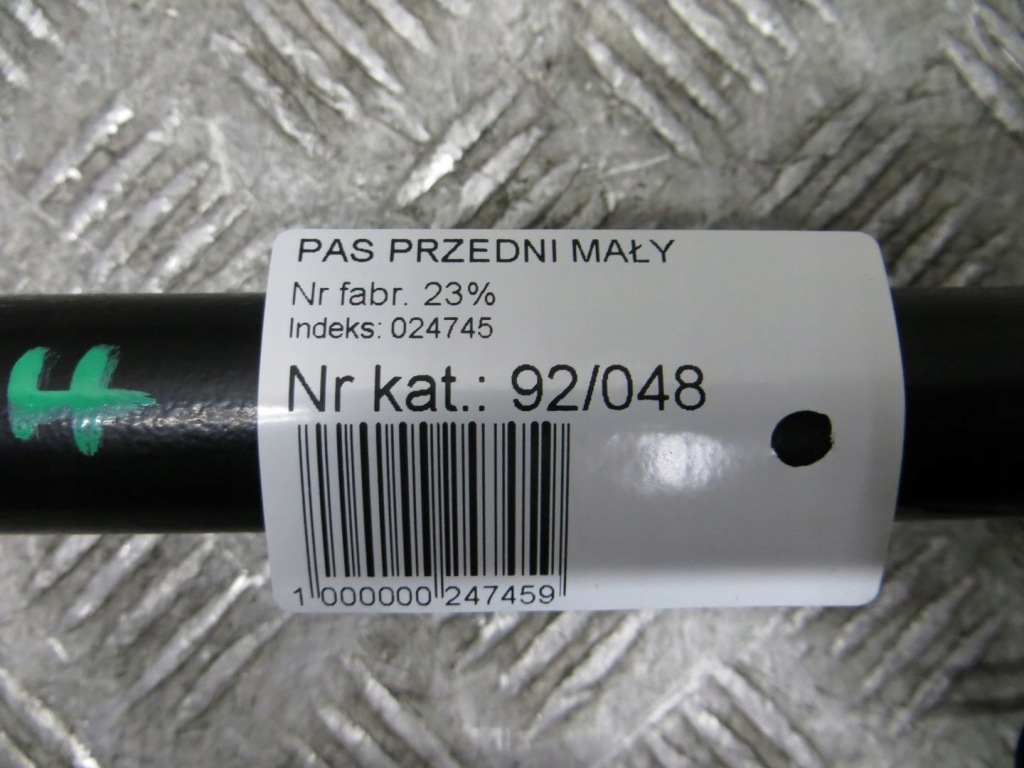 PAS PRZEDNI MAŁY
Nr fabr. 23%
Indeks: 024745
Nr kat.: 92/048
1 000000 247459